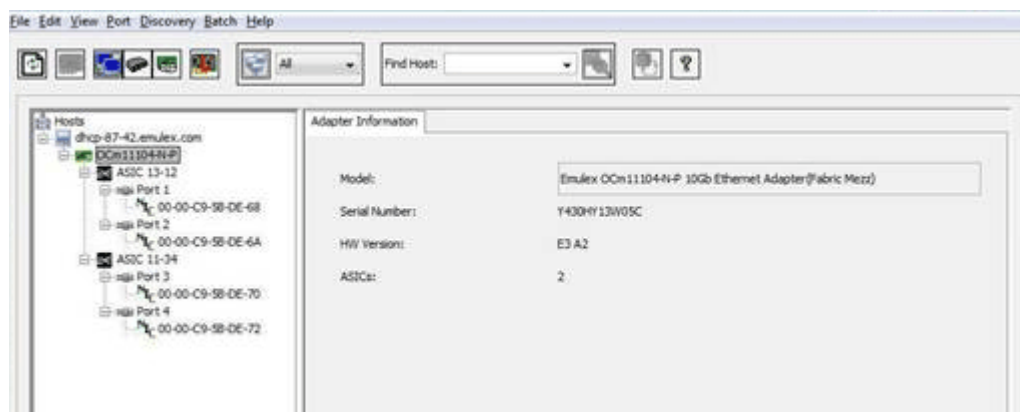 File Edit View Port Discovery Batch Help
All Find Host:
Hosts
dhcp-87-42.emulex.com
OCm11104-N-P
ASIC 13-12
Port 1
00-00-C9-5B-DE-68
Port 2
00-00-C9-5B-DE-6A
ASIC 11-34
Port 3
00-00-C9-5B-DE-70
Port 4
00-00-C9-5B-DE-72
Adapter Information
Model: Emulex OCm11104-N-P 10Gb Ethernet Adapter(Fabric Mezz)
Serial Number: Y430HY13W05C
HW Version: E3 A2
ASICs: 2